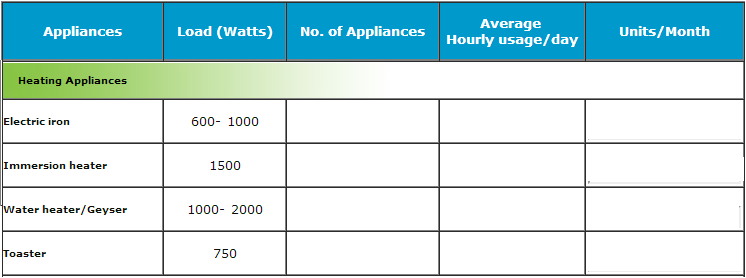 Appliances Load (Watts) No. of Appliances Average Hourly usage/day Units/Month
Heating Appliances
Electric iron 600- 1000
Immersion heater 1500
Water heater/Geyser 1000- 2000
Toaster 750